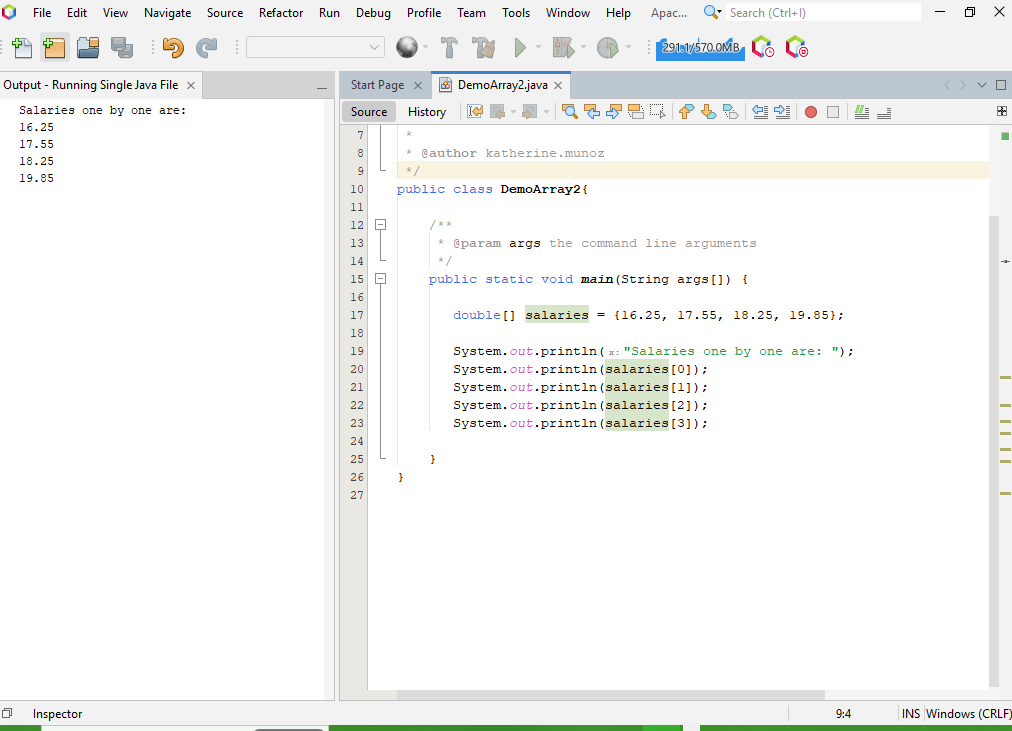 File Edit View Navigate Source Refactor Run Debug Profile Team Tools Window Help Apac... Search (Ctrl+I)
291.1/570.0MB
Output - Running Single Java File
Salaries one by one are:
16.25
17.55
18.25
19.85
Start Page DemoArray2.java
Source History
7 *
8 * @author katherine.munoz
9 */
10 public class DemoArray2{
11
12 /**
13 * @param args the command line arguments
14 */
15 public static void main(String args[]) {
16
17 double[] salaries = {16.25, 17.55, 18.25, 19.85};
18
19 System.out.println(x: "Salaries one by one are: ");
20 System.out.println(salaries[0]);
21 System.out.println(salaries[1]);
22 System.out.println(salaries[2]);
23 System.out.println(salaries[3]);
24
25 }
26 }
27
Inspector 9:4 INS Windows (CRLF)